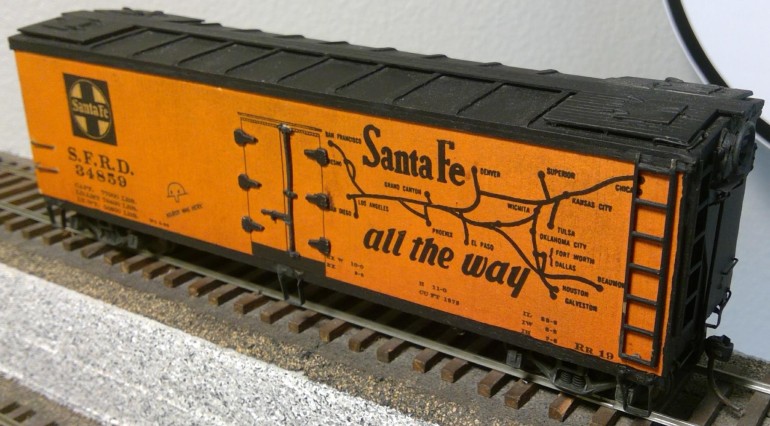 Santa Fe
S.F.R.D.
34859
Santa Fe
all the way
SAN FRANCISCO
GRAND CANYON
DENVER
SUPERIOR
CHICA
LOS ANGELES
DIEGO
WICHITA
KANSAS CITY
PHOENIX
EL PASO
TULSA
OKLAHOMA CITY
FORT WORTH
DALLAS
BEAUMON
HOUSTON
GALVESTON
RR 19